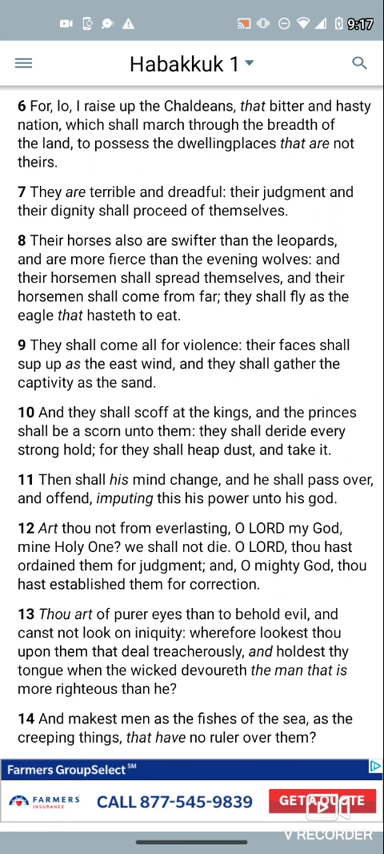 9:17
Habakkuk 1
6 For, lo, I raise up the Chaldeans, that bitter and hasty
nation, which shall march through the breadth of
the land, to possess the dwellingplaces that are not
theirs.
7 They are terrible and dreadful: their judgment and
their dignity shall proceed of themselves.
8 Their horses also are swifter than the leopards,
and are more fierce than the evening wolves: and
their horsemen shall spread themselves, and their
horsemen shall come from far; they shall fly as the
eagle that hasteth to eat.
9 They shall come all for violence: their faces shall
sup up as the east wind, and they shall gather the
captivity as the sand.
10 And they shall scoff at the kings, and the princes
shall be a scorn unto them: they shall deride every
strong hold; for they shall heap dust, and take it.
11 Then shall his mind change, and he shall pass over,
and offend, imputing this his power unto his god.
12 Art thou not from everlasting, O LORD my God,
mine Holy One? we shall not die. O LORD, thou hast
ordained them for judgment; and, O mighty God, thou
hast established them for correction.
13 Thou art of purer eyes than to behold evil, and
canst not look on iniquity: wherefore lookest thou
upon them that deal treacherously, and holdest thy
tongue when the wicked devoureth the man that is
more righteous than he?
14 And makest men as the fishes of the sea, as the
creeping things, that have no ruler over them?
Farmers GroupSelect℠
FARMERS
INSURANCE
CALL 877-545-9839
GET A QUOTE
V RECORDER